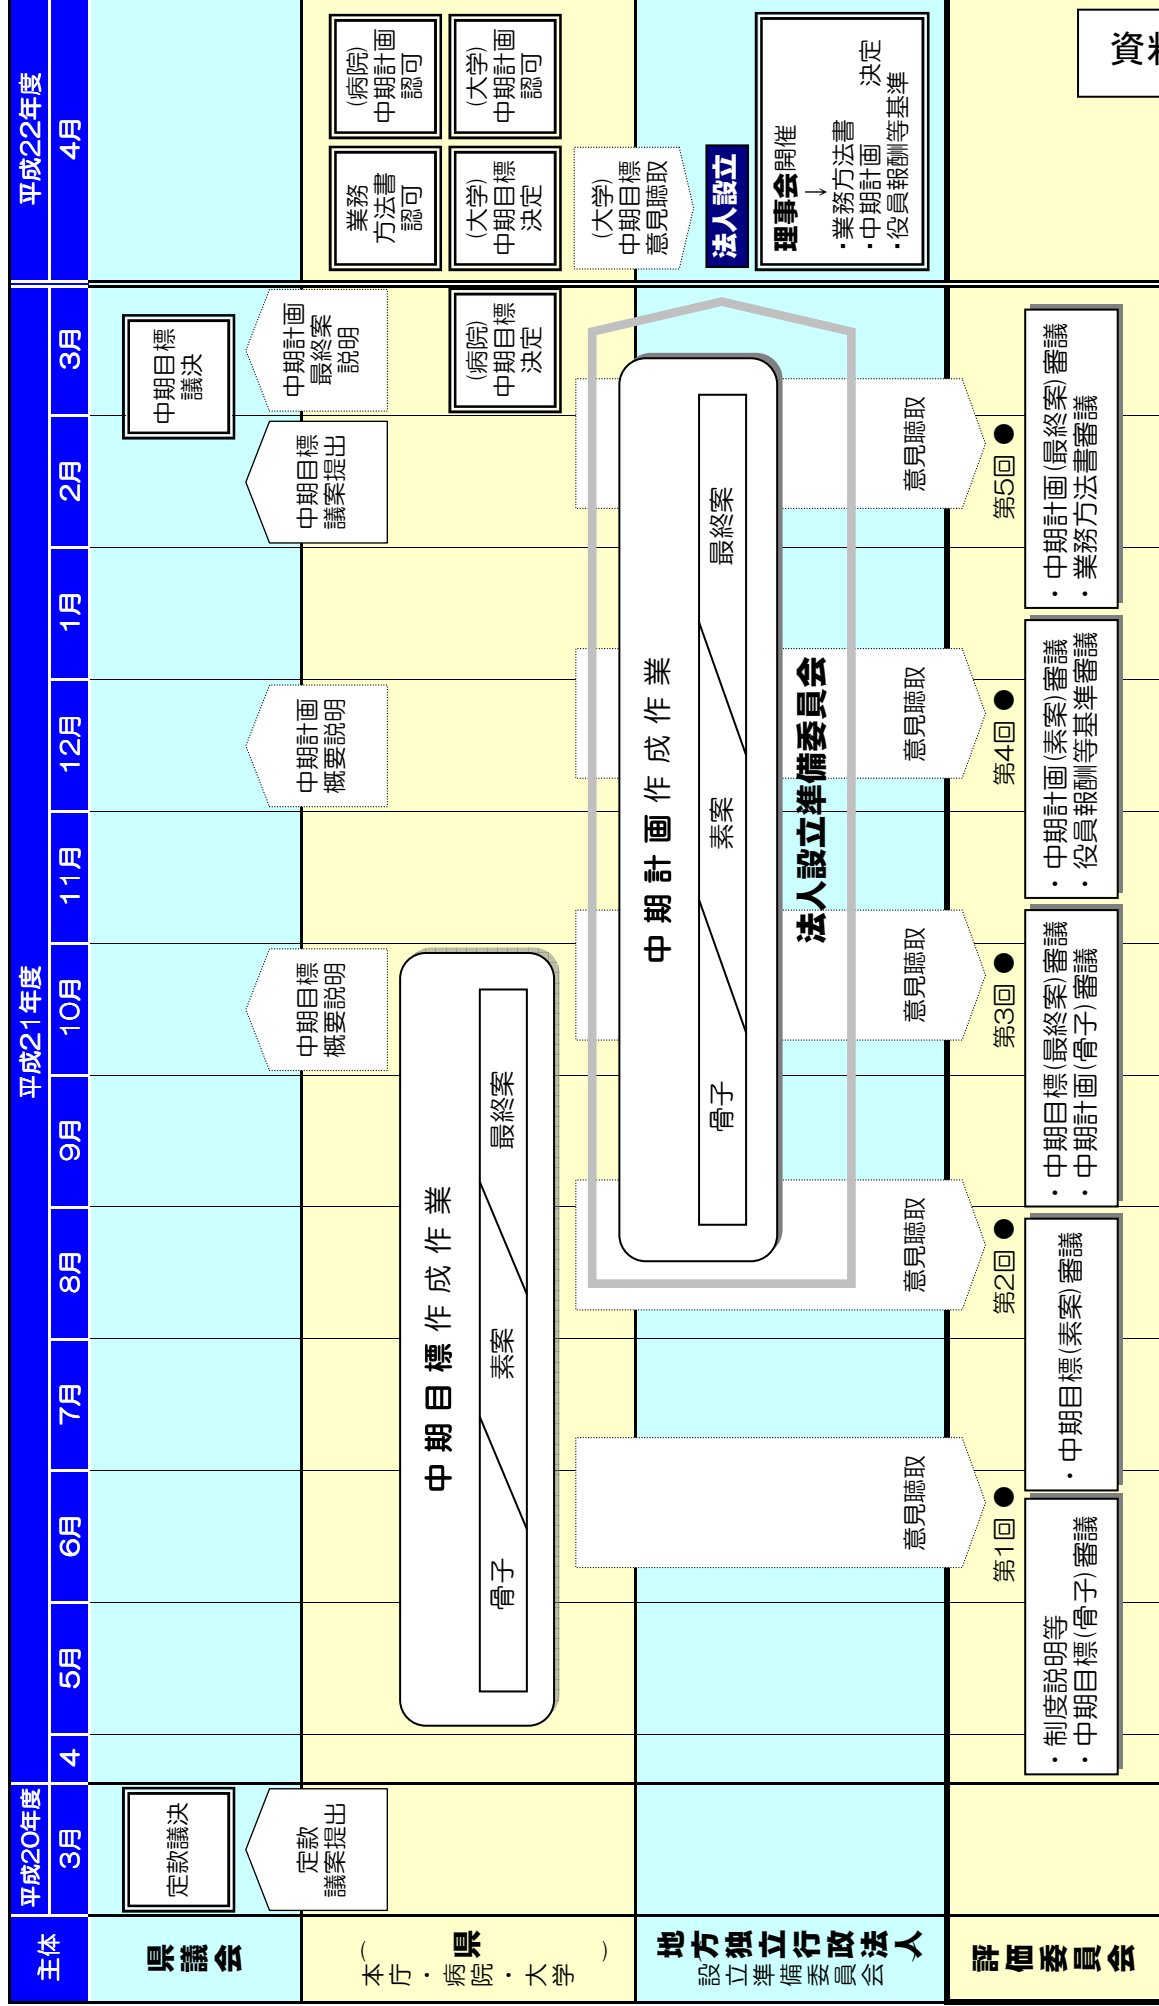 主体
平成20年度
平成21年度
平成22年度
3月
4
5月
6月
7月
8月
9月
10月
11月
12月
1月
2月
3月
4月
県議会
定款議決
中期目標
議決
定款
議案提出
中期目標
概要説明
中期計画
概要説明
中期目標
議案提出
中期計画
最終案
説明
県
(本庁・病院・大学)
中期目標作成作業
骨子
素案
最終案
(病院)
中期目標
決定
業務
方法書
認可
(病院)
中期計画
認可
(大学)
中期目標
決定
(大学)
中期計画
認可
(大学)
中期目標
意見聴取
地方独立行政法人
設立準備委員会
中期計画作成作業
骨子
素案
最終案
法人設立準備委員会
意見聴取
意見聴取
意見聴取
意見聴取
意見聴取
法人設立
理事会開催
↓
・業務方法書
・中期計画 決定
・役員報酬等基準
評価委員会
第1回 ●
第2回 ●
第3回 ●
第4回 ●
第5回 ●
・制度説明等
・中期目標(骨子)審議
・中期目標(素案)審議
・中期目標(最終案)審議
・中期計画(骨子)審議
・中期計画(素案)審議
・役員報酬等基準審議
・中期計画(最終案)審議
・業務方法書審議
資